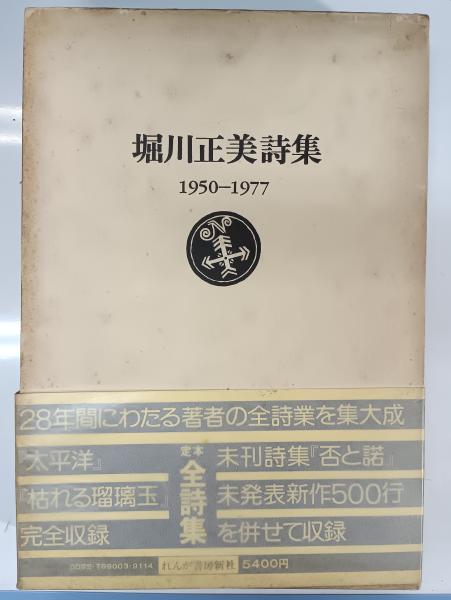 堀川正美詩集
1950–1977
N
28年間にわたる著者の全詩業を集大成
『太平洋』
『枯れる瑠璃玉』
完全収録
定本
全詩集
未刊詩集『否と諾』
未発表新作500行
を併せて収録
0092-789003-9114 れんが書房新社 5400円